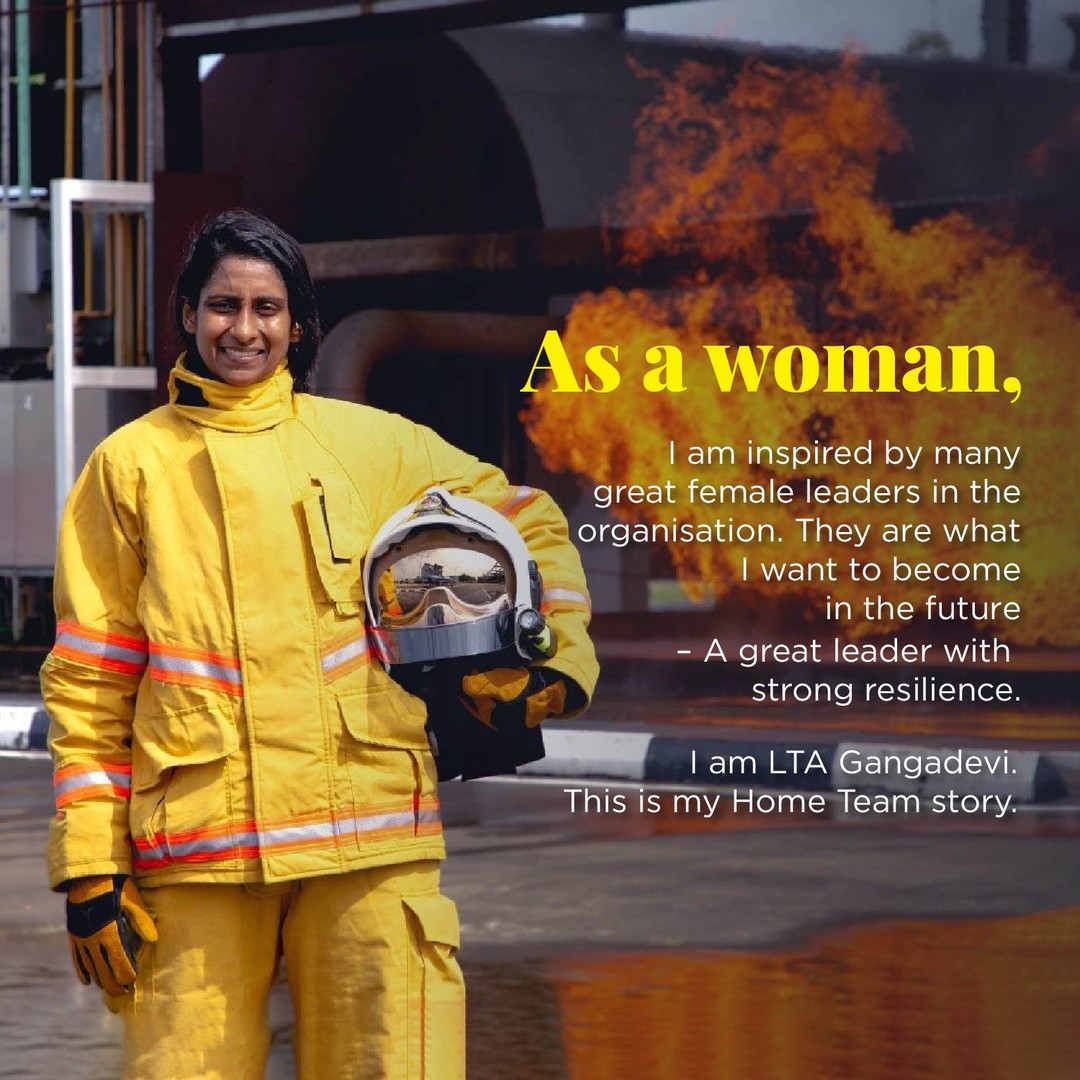 As a woman,
I am inspired by many
great female leaders in the
organisation. They are what
I want to become
in the future
– A great leader with
strong resilience.
I am LTA Gangadevi.
This is my Home Team story.